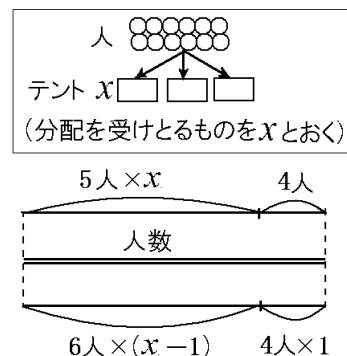 人
テント x
(分配を受けとるものをxとおく)
5人×x 4人
人数
6人×(x−1) 4人×1